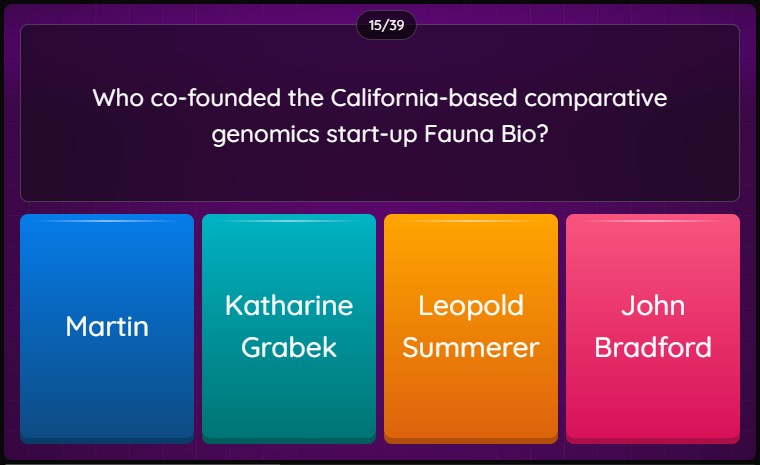 15/39
Who co-founded the California-based comparative
genomics start-up Fauna Bio?
Martin
Katharine
Grabek
Leopold
Summerer
John
Bradford